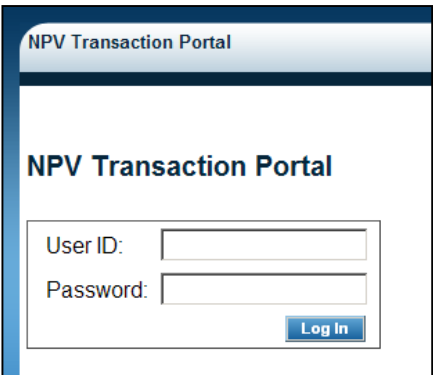 NPV Transaction Portal
NPV Transaction Portal
User ID:
Password:
Log In